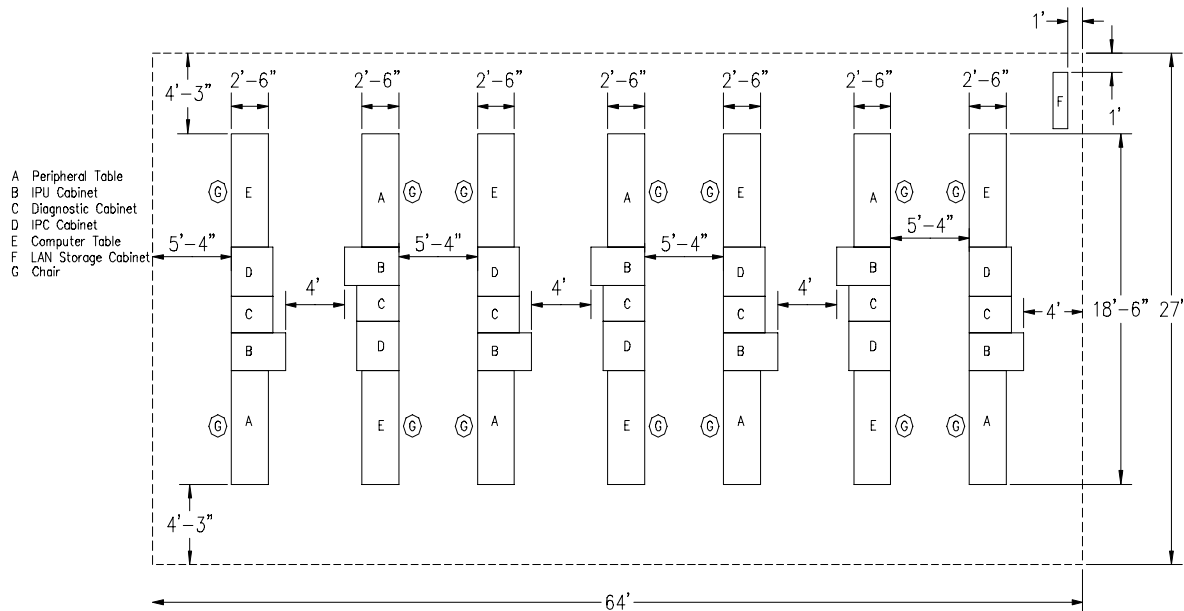 1'
2'-6" 2'-6" 2'-6" 2'-6" 2'-6" 2'-6" 2'-6"
4'-3"
F
1'
A Peripheral Table
B IPU Cabinet
C Diagnostic Cabinet
D IPC Cabinet
E Computer Table
F LAN Storage Cabinet
G Chair
G E A G G E A G G E A G G E
5'-4" 5'-4" 5'-4" 5'-4"
D B D B D B D
4' 4' 4' 4' 18'-6" 27'
C C C C C C C
B D B D B D B
G A E G G A E G G A E G G A
4'-3"
64'